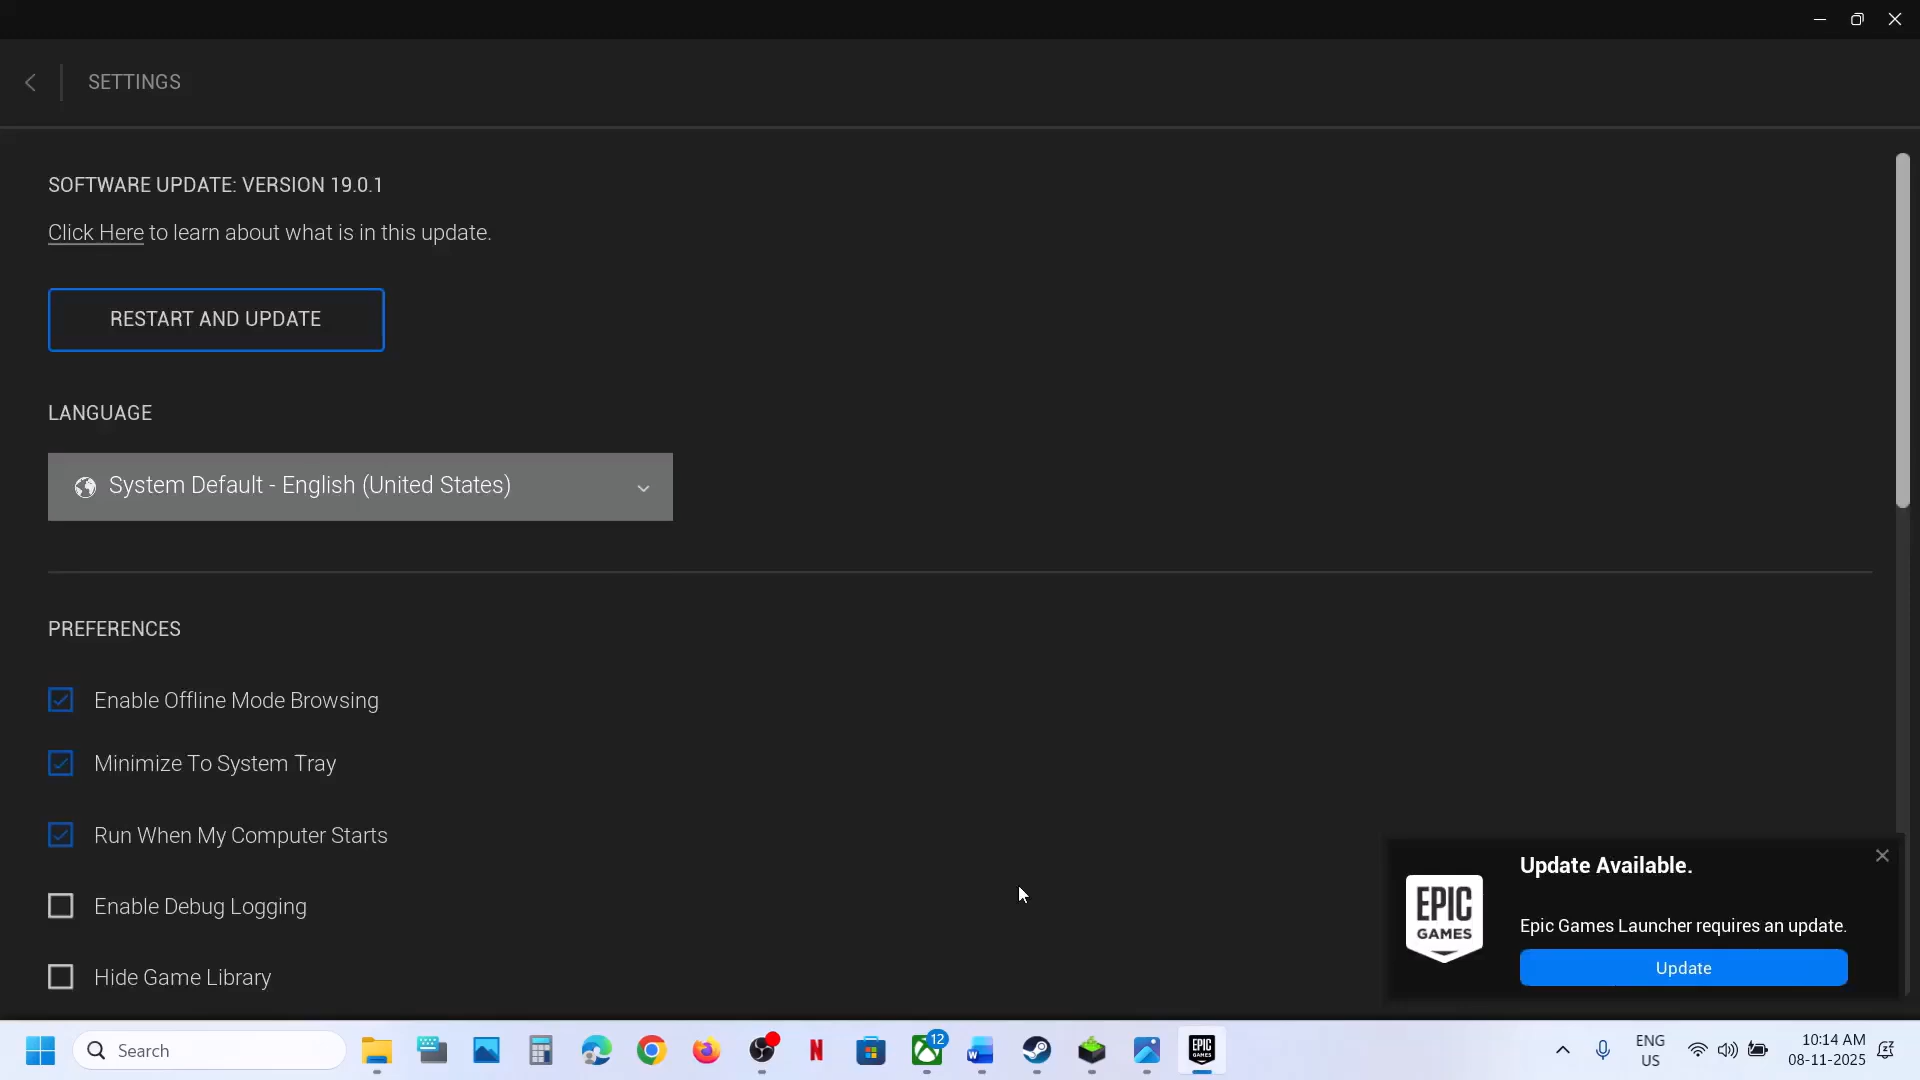 SETTINGS
SOFTWARE UPDATE: VERSION 19.0.1
Click Here to learn about what is in this update.
RESTART AND UPDATE
LANGUAGE
System Default - English (United States)
PREFERENCES
Enable Offline Mode Browsing
Minimize To System Tray
Run When My Computer Starts
Enable Debug Logging
Hide Game Library
EPIC
GAMES
Update Available.
Epic Games Launcher requires an update.
Update
Search
N
12
W
EPIC
GAMES
ENG
US
10:14 AM
08-11-2025